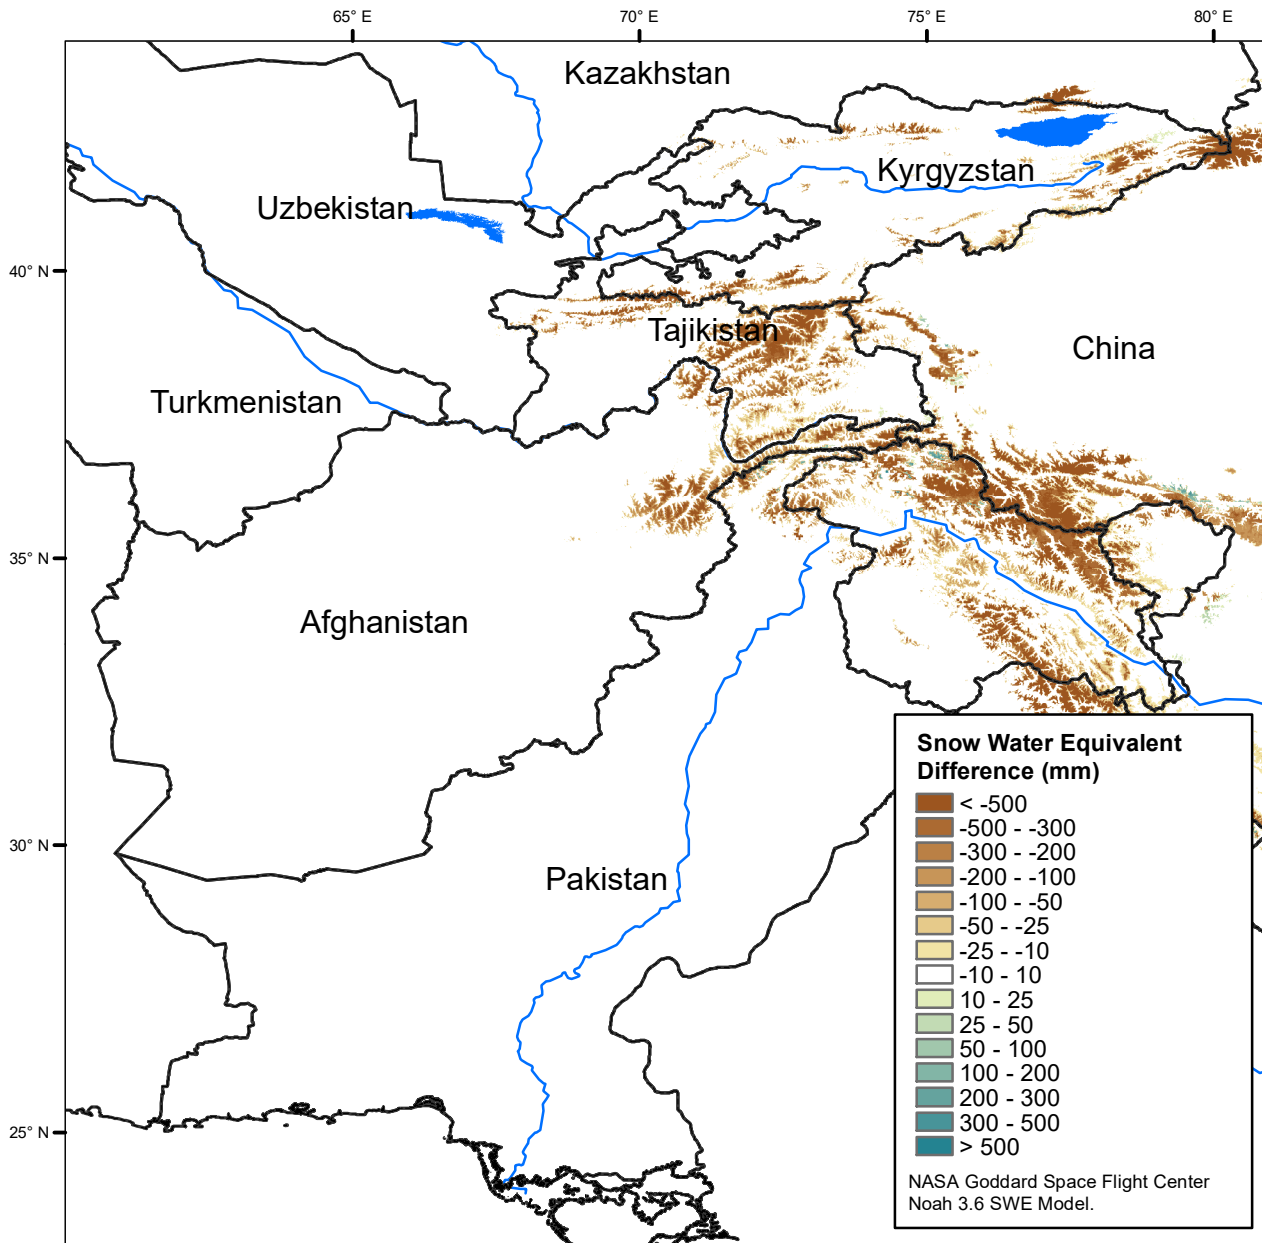 65° E
70° E
75° E
80° E
Kazakhstan
Kyrgyzstan
Uzbekistan
40° N
Tajikistan
China
Turkmenistan
35° N
Afghanistan
30° N
Pakistan
25° N
Snow Water Equivalent
Difference (mm)
< -500
-500 - -300
-300 - -200
-200 - -100
-100 - -50
-50 - -25
-25 - -10
-10 - 10
10 - 25
25 - 50
50 - 100
100 - 200
200 - 300
300 - 500
> 500
NASA Goddard Space Flight Center
Noah 3.6 SWE Model.